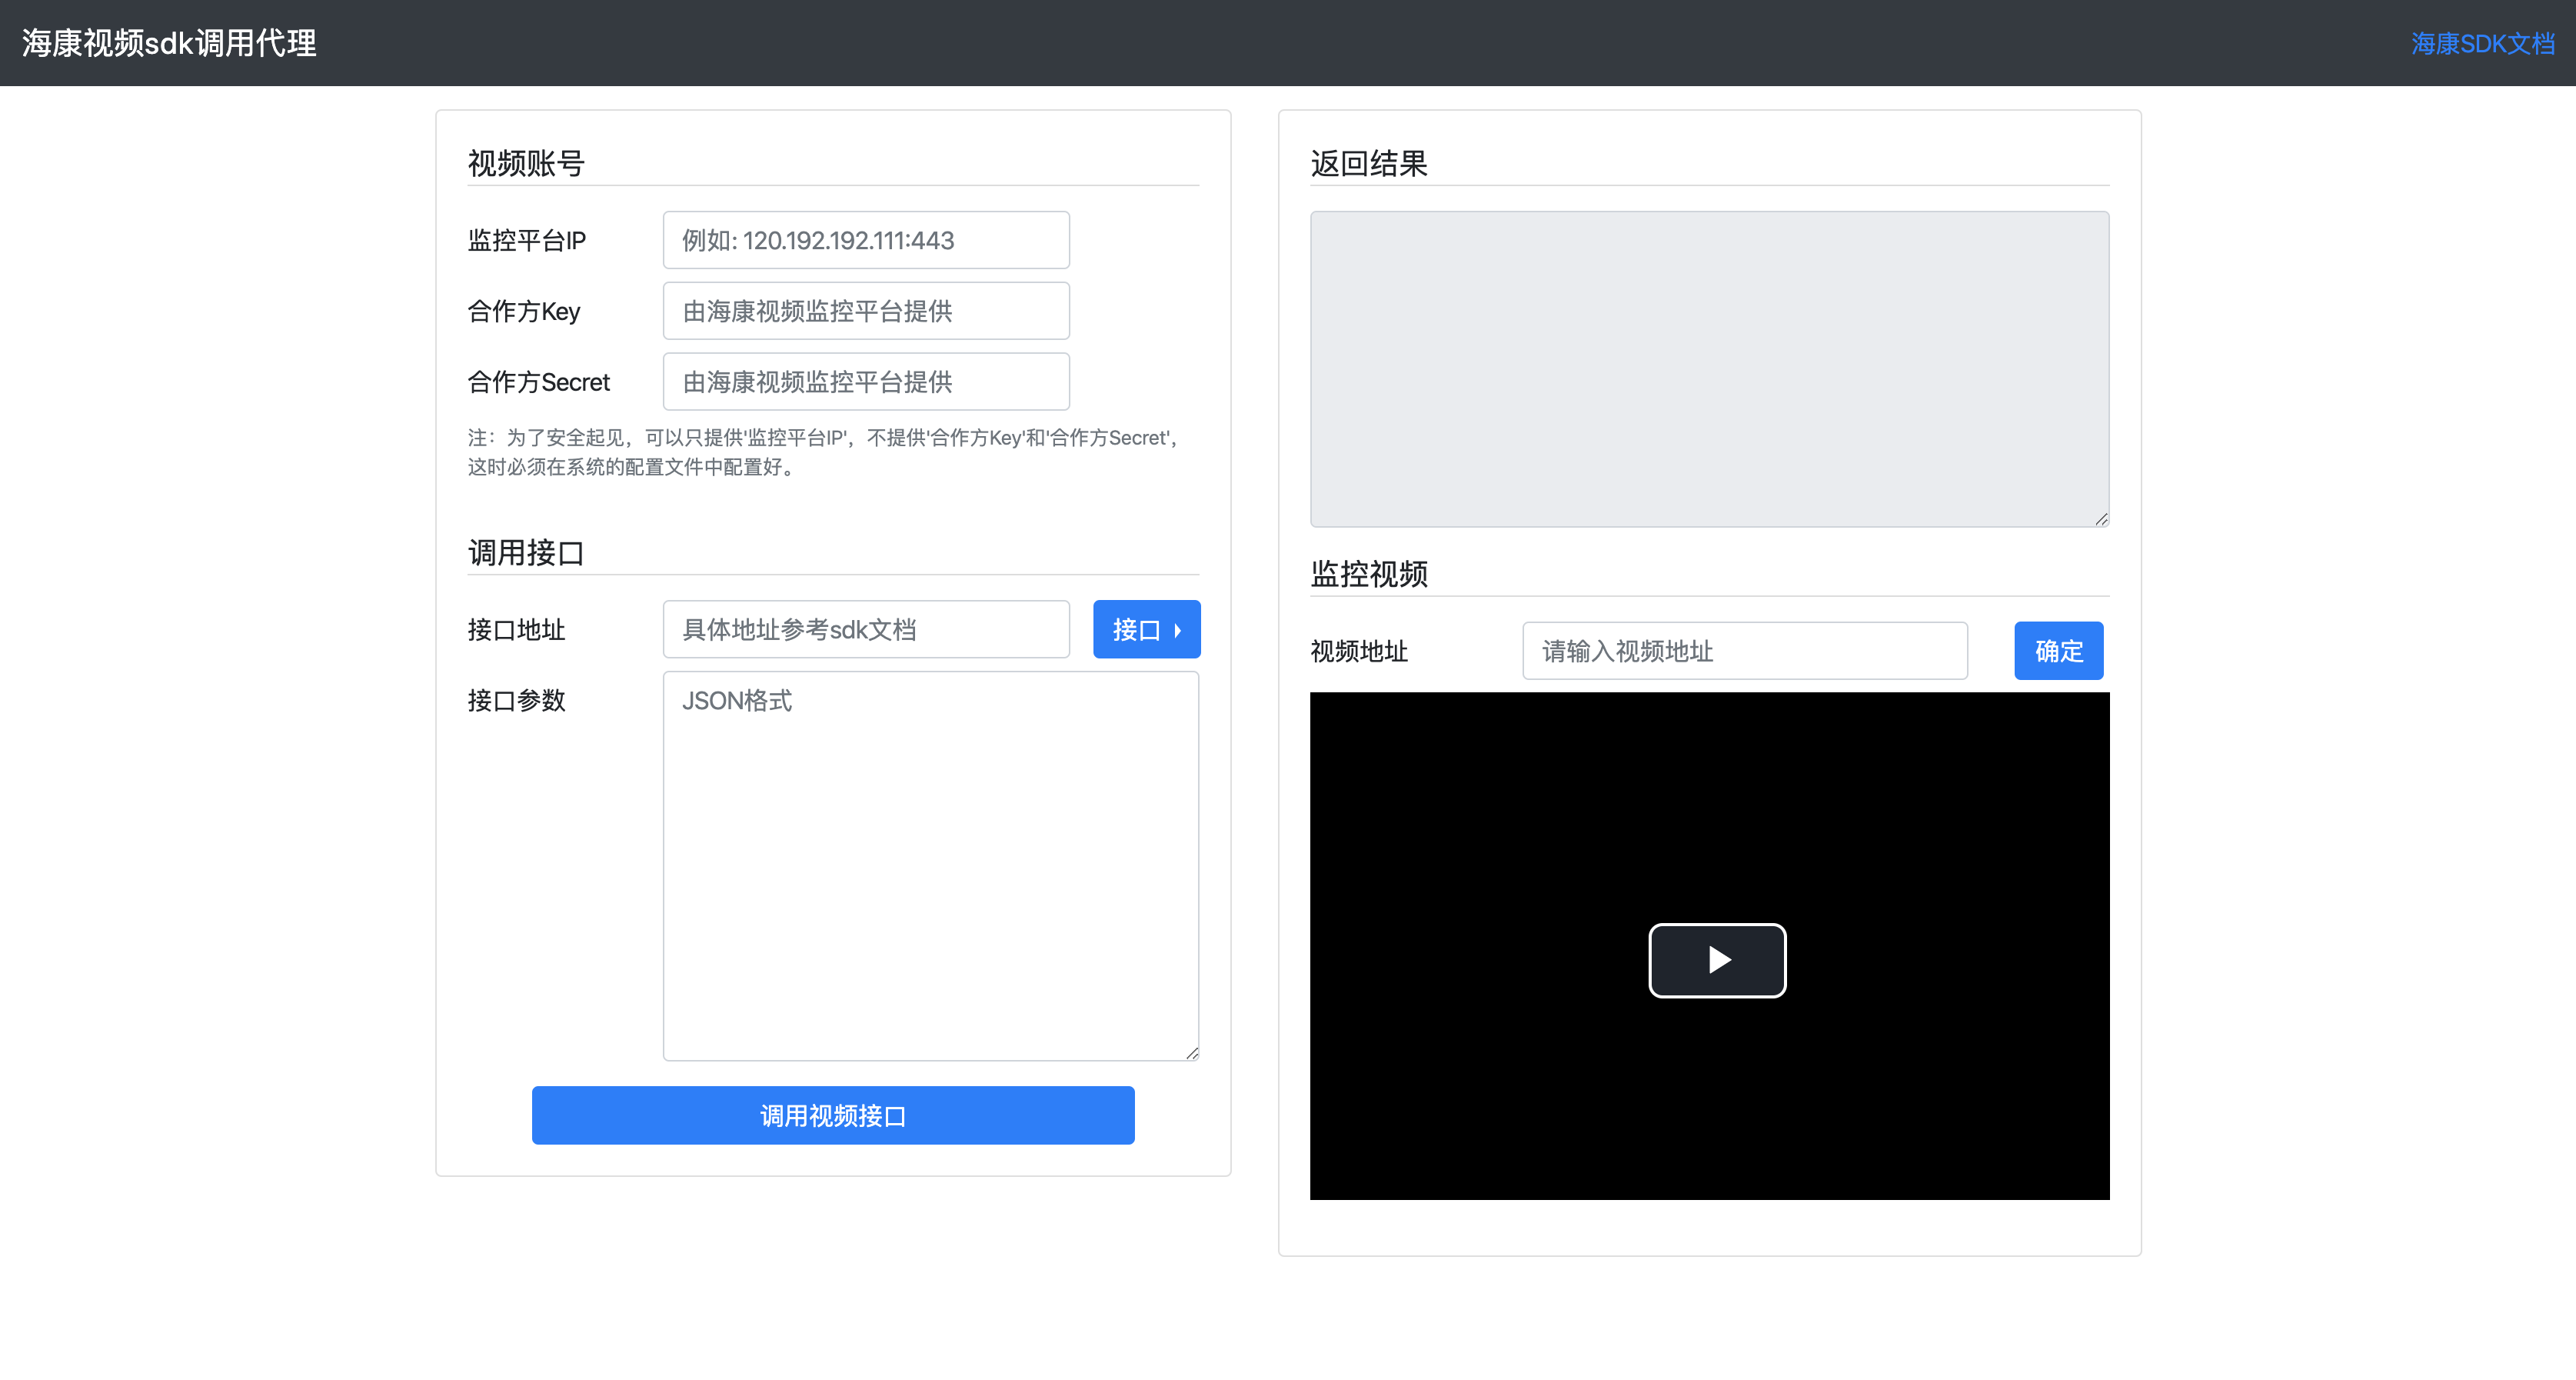 海康视频sdk调用代理
海康SDK文档
视频账号
监控平台IP
例如: 120.192.192.111:443
合作方Key
由海康视频监控平台提供
合作方Secret
由海康视频监控平台提供
注：为了安全起见，可以只提供'监控平台IP'，不提供'合作方Key'和'合作方Secret'，
这时必须在系统的配置文件中配置好。
调用接口
接口地址
具体地址参考sdk文档
接口
接口参数
JSON格式
调用视频接口
返回结果
监控视频
视频地址
请输入视频地址
确定